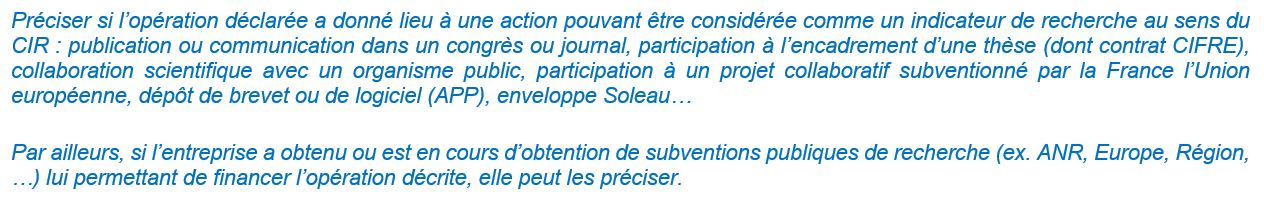 Préciser si l’opération déclarée a donné lieu à une action pouvant être considérée comme un indicateur de recherche au sens du
CIR : publication ou communication dans un congrès ou journal, participation à l’encadrement d’une thèse (dont contrat CIFRE),
collaboration scientifique avec un organisme public, participation à un projet collaboratif subventionné par la France l’Union
européenne, dépôt de brevet ou de logiciel (APP), enveloppe Soleau…
Par ailleurs, si l’entreprise a obtenu ou est en cours d’obtention de subventions publiques de recherche (ex. ANR, Europe, Région,
…) lui permettant de financer l’opération décrite, elle peut les préciser.